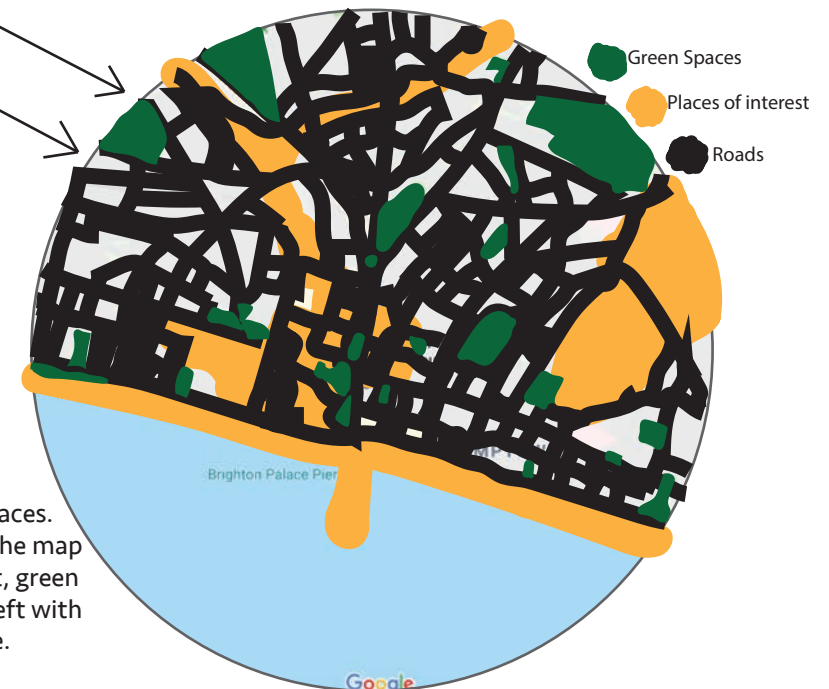 Green Spaces
Places of interest
Roads
Brighton Palace Pier
aces.
he map
t, green
eft with
e.
Google